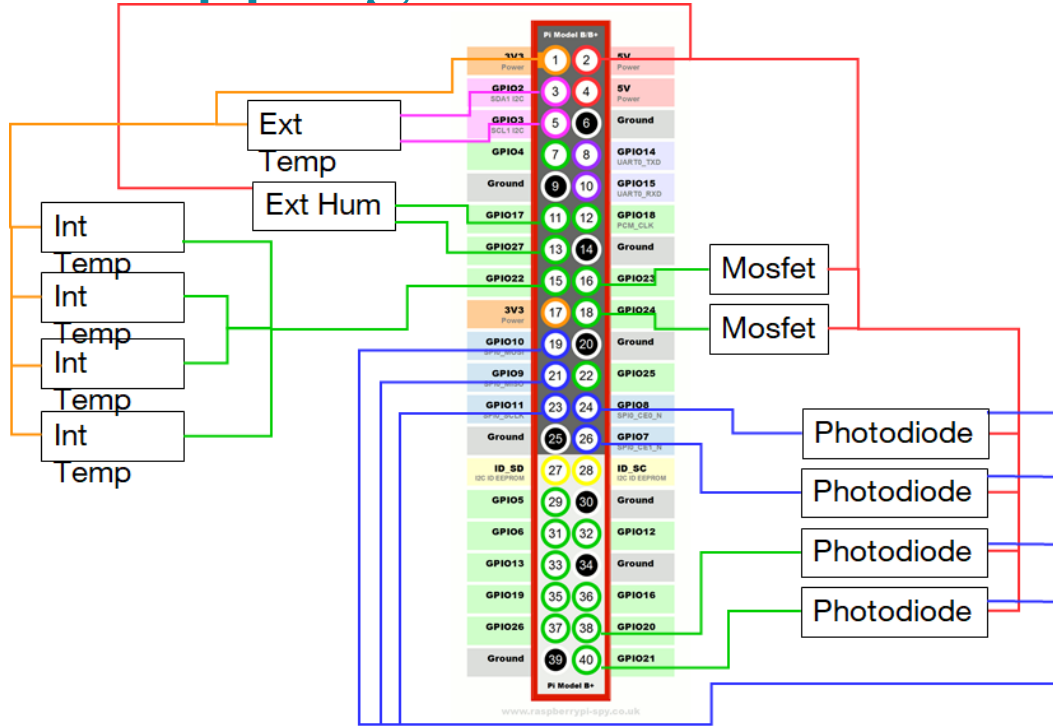 Pi Model B/B+
3V3
Power
1
2
5V
Power
GPIO2
SDA1 I2C
3
4
5V
Power
Ext
Temp
GPIO3
SCL1 I2C
5
6
Ground
GPIO4
7
8
GPIO14
UART0_TXD
Ground
9
10
GPIO15
UART0_RXD
Ext Hum
GPIO17
11
12
GPIO18
PCM_CLK
Int
Temp
GPIO27
13
14
Ground
Int
Temp
GPIO22
15
16
GPIO23
Mosfet
3V3
Power
17
18
GPIO24
Mosfet
Int
Temp
GPIO10
SPI0_MOSI
19
20
Ground
GPIO9
SPI0_MISO
21
22
GPIO25
Int
Temp
GPIO11
SPI0_SCLK
23
24
GPIO8
SPI0_CE0_N
Photodiode
Ground
25
26
GPIO7
SPI0_CE1_N
ID_SD
I2C ID EEPROM
27
28
ID_SC
I2C ID EEPROM
Photodiode
GPIO5
29
30
Ground
GPIO6
31
32
GPIO12
Photodiode
GPIO13
33
34
Ground
GPIO19
35
36
GPIO16
Photodiode
GPIO26
37
38
GPIO20
Ground
39
40
GPIO21
Pi Model B+
www.raspberrypi-spy.co.uk